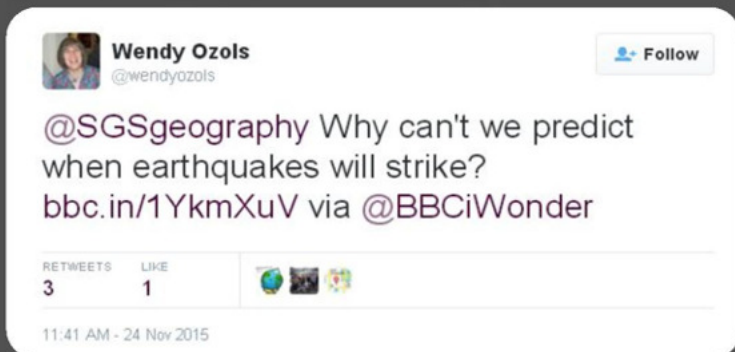 Wendy Ozols
@wendyozols
Follow
@SGSgeography Why can't we predict
when earthquakes will strike?
bbc.in/1YkmXuV via @BBCiWonder
RETWEETS LIKE
3 1
11:41 AM - 24 Nov 2015